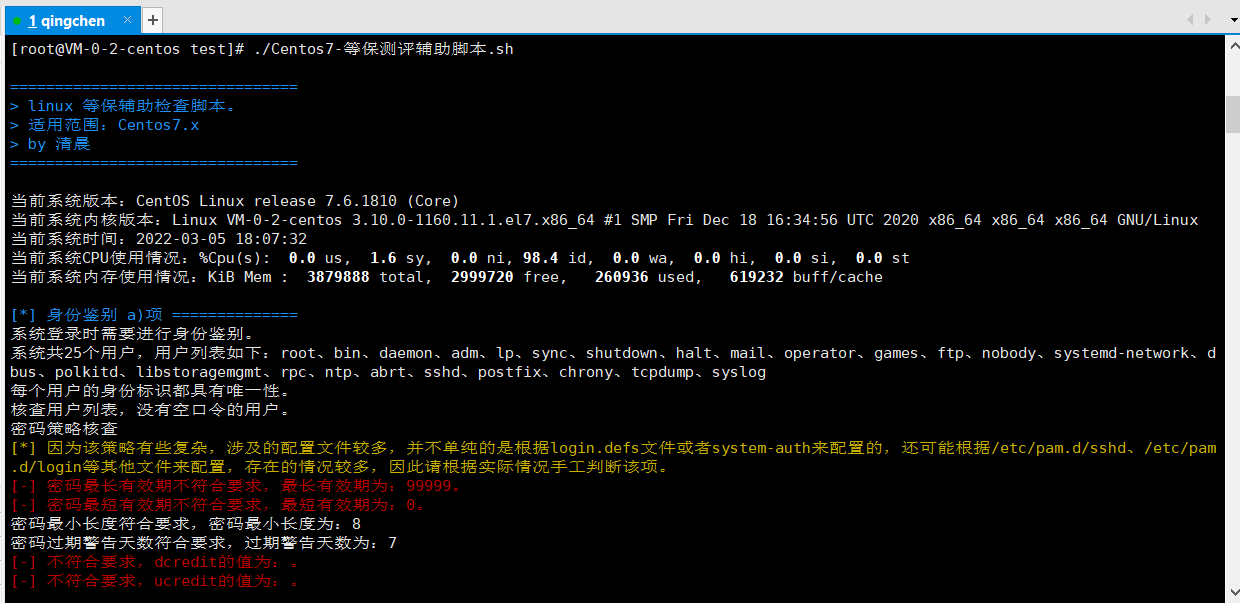 1 qingchen × +
[root@VM-0-2-centos test]# ./Centos7-等保测评辅助脚本.sh
================================
> linux 等保辅助检查脚本。
> 适用范围：Centos7.x
> by 清晨
================================
当前系统版本：CentOS Linux release 7.6.1810 (Core)
当前系统内核版本：Linux VM-0-2-centos 3.10.0-1160.11.1.el7.x86_64 #1 SMP Fri Dec 18 16:34:56 UTC 2020 x86_64 x86_64 x86_64 GNU/Linux
当前系统时间：2022-03-05 18:07:32
当前系统CPU使用情况：%Cpu(s):  0.0 us,  1.6 sy,  0.0 ni, 98.4 id,  0.0 wa,  0.0 hi,  0.0 si,  0.0 st
当前系统内存使用情况：KiB Mem :  3879888 total,  2999720 free,   260936 used,   619232 buff/cache
[*] 身份鉴别 a)项 ==============
系统登录时需要进行身份鉴别。
系统共25个用户，用户列表如下：root、bin、daemon、adm、lp、sync、shutdown、halt、mail、operator、games、ftp、nobody、systemd-network、d
bus、polkitd、libstoragemgmt、rpc、ntp、abrt、sshd、postfix、chrony、tcpdump、syslog
每个用户的身份标识都具有唯一性。
核查用户列表，没有空口令的用户。
密码策略核查
[*] 因为该策略有些复杂，涉及的配置文件较多，并不单纯的是根据login.defs文件或者system-auth来配置的，还可能根据/etc/pam.d/sshd、/etc/pam
.d/login等其他文件来配置，存在的情况较多，因此请根据实际情况手工判断该项。
[-] 密码最长有效期不符合要求，最长有效期为：99999。
[-] 密码最短有效期不符合要求，最短有效期为：0。
密码最小长度符合要求，密码最小长度为：8
密码过期警告天数符合要求，过期警告天数为：7
[-] 不符合要求，dcredit的值为：。
[-] 不符合要求，ucredit的值为：。